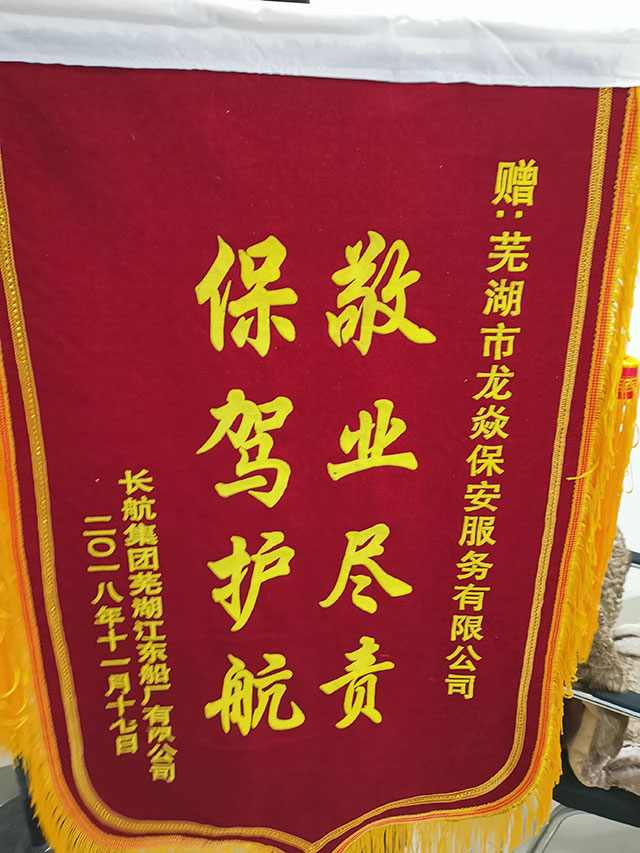 赠:芜湖市龙焱保安服务有限公司
敬业尽责
保驾护航
长航集团芜湖江东船厂有限公司
二〇一八年十一月十七日